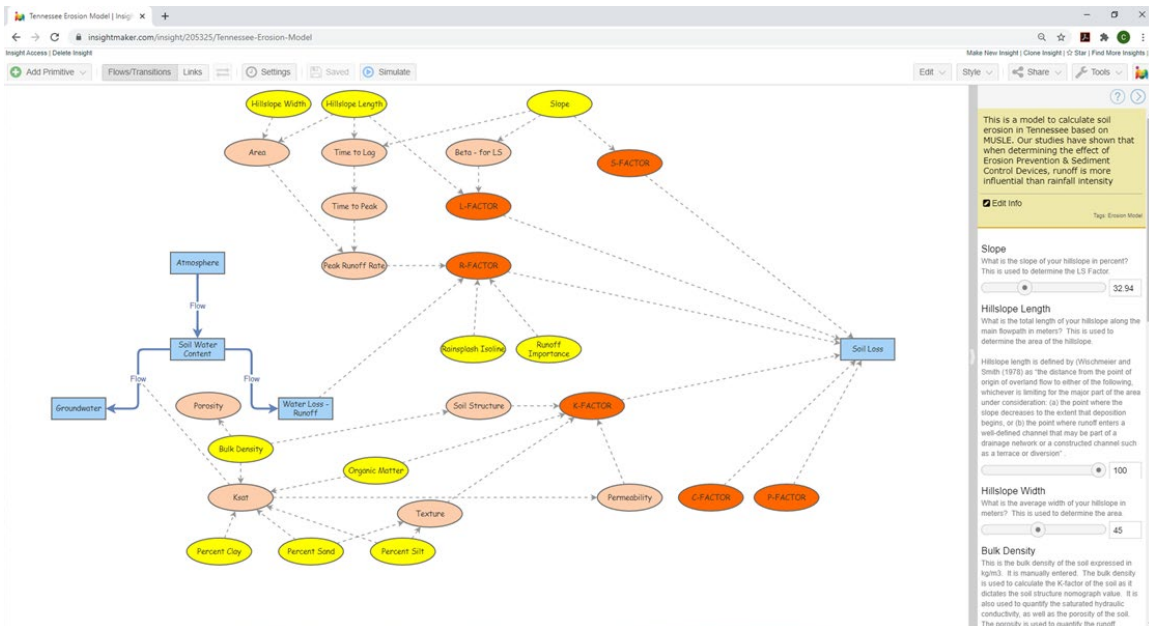 Tennessee Erosion Model | Insigh
insightmaker.com/insight/205325/Tennessee-Erosion-Model
Insight Access | Delete Insight
Make New Insight | Clone Insight | ☆ Star | Find More Insights |
Add Primitive
Flows/Transitions
Links
Settings
Saved
Simulate
Edit
Style
Share
Tools
Hillslope Width
Hillslope Length
Slope
Area
Time to Lag
Beta - for LS
S-FACTOR
Time to Peak
L-FACTOR
Atmosphere
Peak Runoff Rate
R-FACTOR
Flow
Soil Water
Content
Rainsplash Isoline
Runoff
Importance
Soil Loss
Flow
Flow
Groundwater
Porosity
Water Loss -
Runoff
Soil Structure
K-FACTOR
Bulk Density
Organic Matter
Ksat
Texture
Permeability
C-FACTOR
P-FACTOR
Percent Clay
Percent Sand
Percent Silt
This is a model to calculate soil
erosion in Tennessee based on
MUSLE. Our studies have shown that
when determining the effect of
Erosion Prevention & Sediment
Control Devices, runoff is more
influential than rainfall intensity
Edit Info
Tags: Erosion Model
Slope
What is the slope of your hillslope in percent?
This is used to determine the LS Factor.
32.94
Hillslope Length
What is the total length of your hillslope along the
main flowpath in meters? This is used to
determine the area of the hillslope.
Hillslope length is defined by (Wischmeier and
Smith (1978) as "the distance from the point of
origin of overland flow to either of the following,
whichever is limiting for the major part of the area
under consideration: (a) the point where the
slope decreases to the extent that deposition
begins, or (b) the point where runoff enters a
well-defined channel that may be part of a
drainage network or a constructed channel such
as a terrace or diversion" .
100
Hillslope Width
What is the average width of your hillslope in
meters? This is used to determine the area.
45
Bulk Density
This is the bulk density of the soil expressed in
kg/m3. It is manually entered. The bulk density
is used to calculate the K-factor of the soil as it
dictates the soil structure nomograph value. It is
also used to quantify the saturated hydraulic
conductivity, as well as the porosity of the soil.
The porosity is used to quantify the runoff